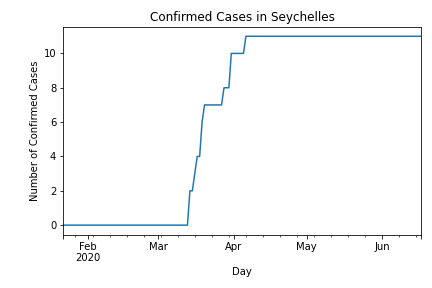 Confirmed Cases in Seychelles
10
8
6
4
2
0
Number of Confirmed Cases
Feb Mar Apr May Jun
2020
Day